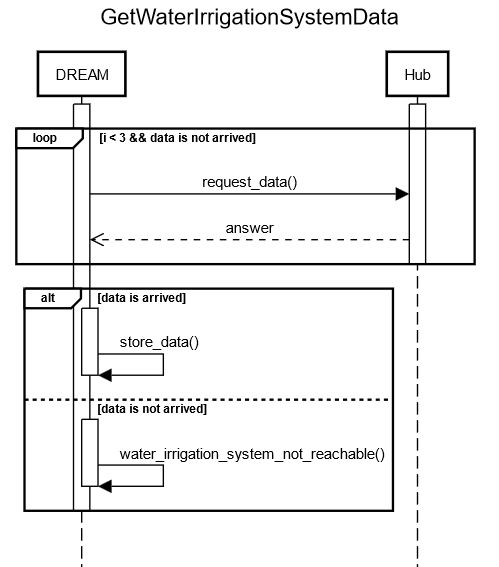 GetWaterIrrigationSystemData
DREAM
Hub
loop
[i < 3 && data is not arrived]
request_data()
answer
alt
[data is arrived]
store_data()
[data is not arrived]
water_irrigation_system_not_reachable()